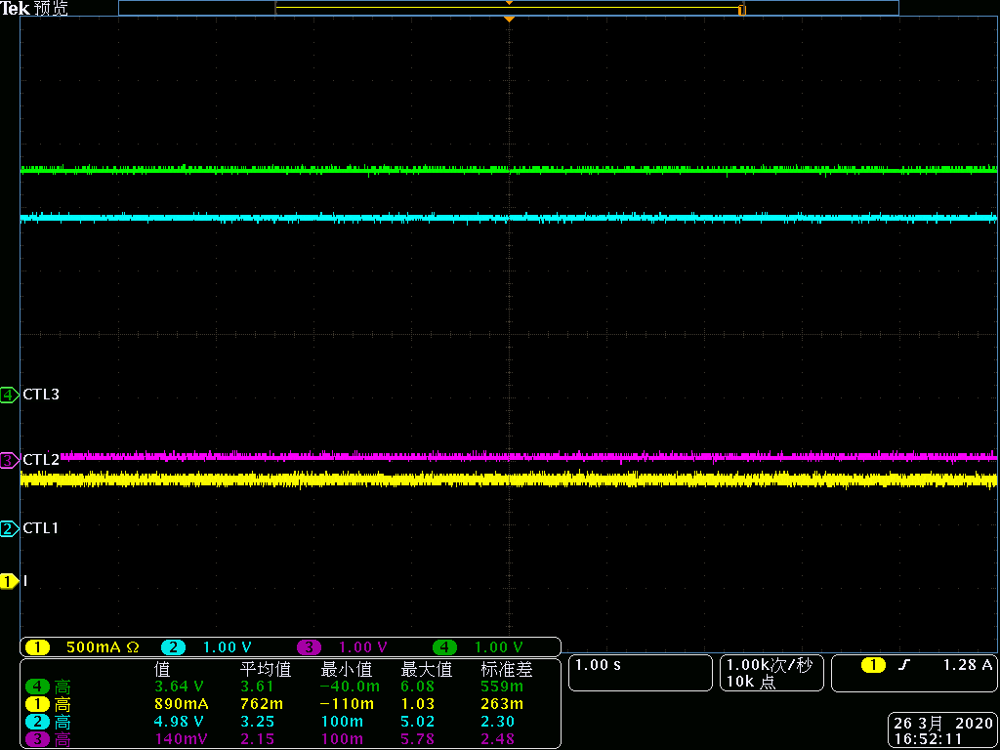 Tek 预览
4 CTL3
3 CTL2
2 CTL1
1 I
1 500mA Ω 2 1.00 V 3 1.00 V 4 1.00 V
值 平均值 最小值 最大值 标准差
4 高 3.64 V 3.61 −40.0m 6.08 559m
1 高 890mA 762m −110m 1.03 263m
2 高 4.98 V 3.25 100m 5.02 2.30
3 高 140mV 2.15 100m 5.78 2.48
1.00 s
1.00k次/秒
10k 点
1 1.28 A
26 3月 2020
16:52:11